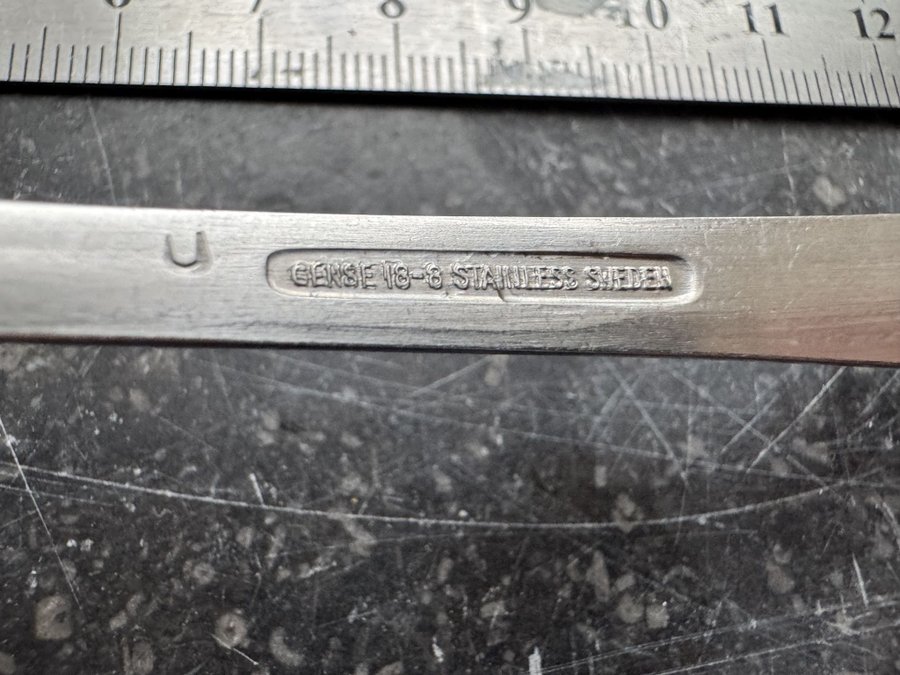 6 7 8 9 10 11 12
U
GENSE 18-8 STAINLESS SWEDEN